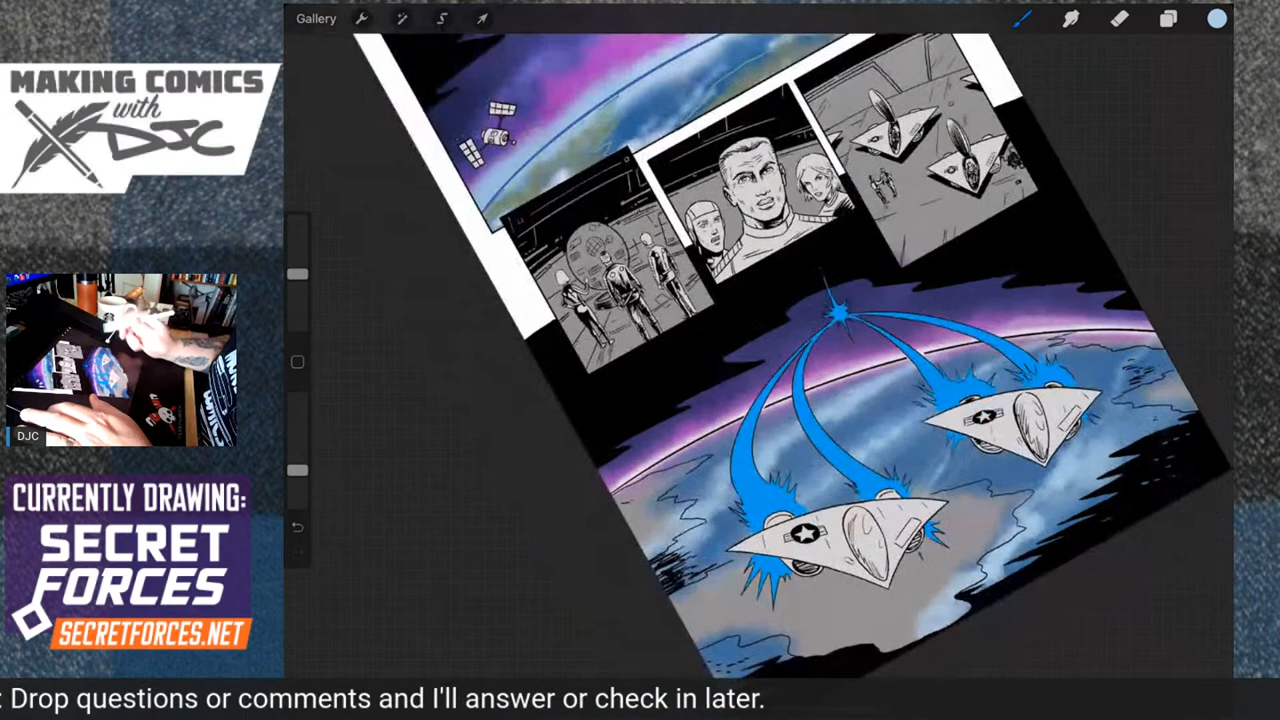 Gallery
MAKING COMICS
with
DJC
DJC
CURRENTLY DRAWING:
SECRET
FORCES
SECRETFORCES.NET
: Drop questions or comments and I'll answer or check in later.